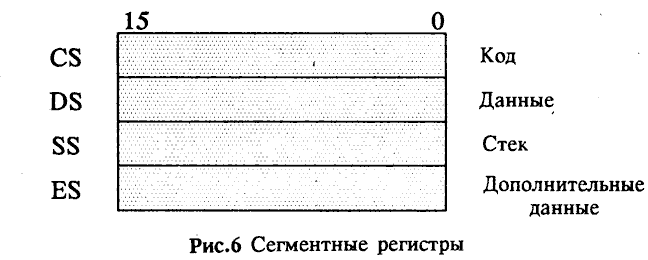 15 0
CS Код
DS Данные
SS Стек
ES Дополнительные
данные
Рис.6 Сегментные регистры